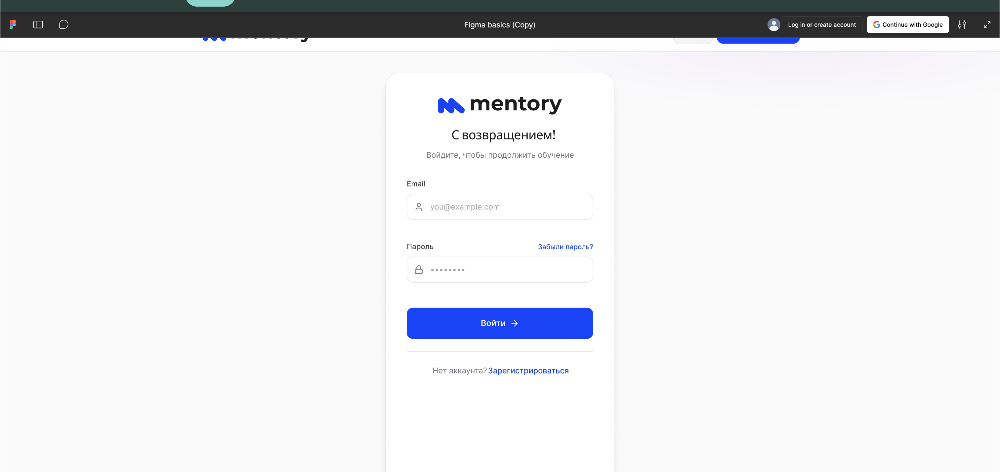 Figma basics (Copy)
Log in or create account
Continue with Google
mentory
mentory
С возвращением!
Войдите, чтобы продолжить обучение
Email
you@example.com
Пароль
Забыли пароль?
Войти
Нет аккаунта? Зарегистрироваться